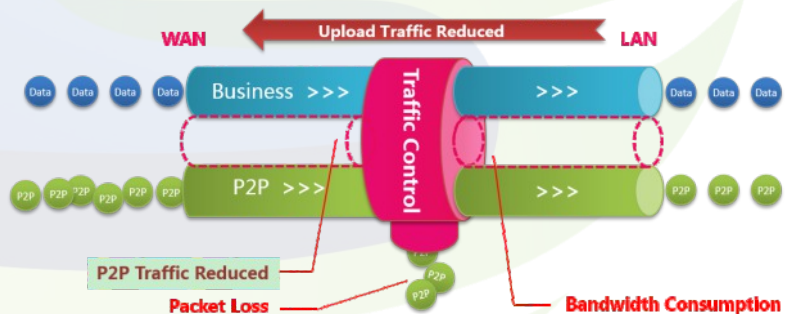 Upload Traffic Reduced
WAN
LAN
Data Data Data Data
Business >>>
>>>
Data Data Data
Traffic Control
P2P P2P P2P P2P P2P P2P
P2P >>>
>>>
P2P P2P P2P
P2P
P2P
P2P
P2P Traffic Reduced
Packet Loss
Bandwidth Consumption